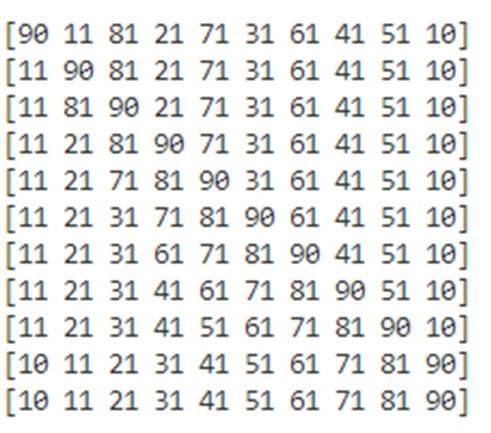 [90 11 81 21 71 31 61 41 51 10]
[11 90 81 21 71 31 61 41 51 10]
[11 81 90 21 71 31 61 41 51 10]
[11 21 81 90 71 31 61 41 51 10]
[11 21 71 81 90 31 61 41 51 10]
[11 21 31 71 81 90 61 41 51 10]
[11 21 31 61 71 81 90 41 51 10]
[11 21 31 41 61 71 81 90 51 10]
[11 21 31 41 51 61 71 81 90 10]
[10 11 21 31 41 51 61 71 81 90]
[10 11 21 31 41 51 61 71 81 90]